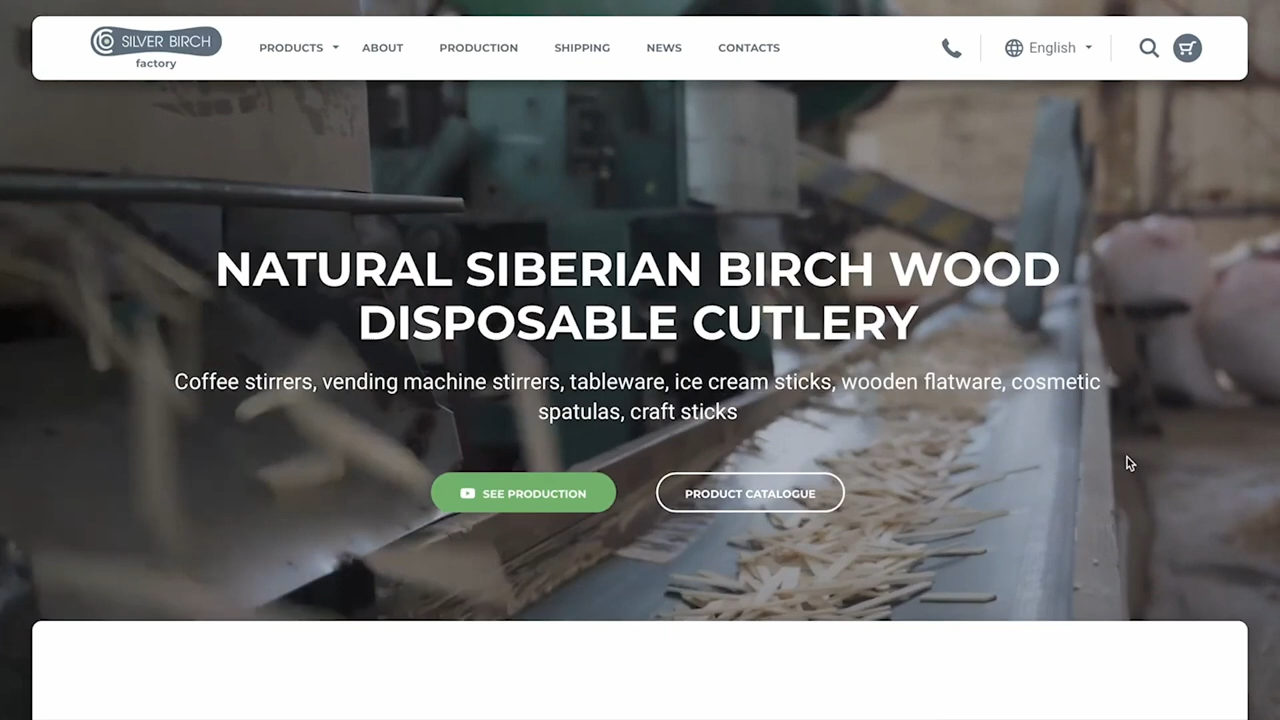 SILVER BIRCH
factory
PRODUCTS
ABOUT
PRODUCTION
SHIPPING
NEWS
CONTACTS
English
NATURAL SIBERIAN BIRCH WOOD
DISPOSABLE CUTLERY
Coffee stirrers, vending machine stirrers, tableware, ice cream sticks, wooden flatware, cosmetic
spatulas, craft sticks
SEE PRODUCTION
PRODUCT CATALOGUE